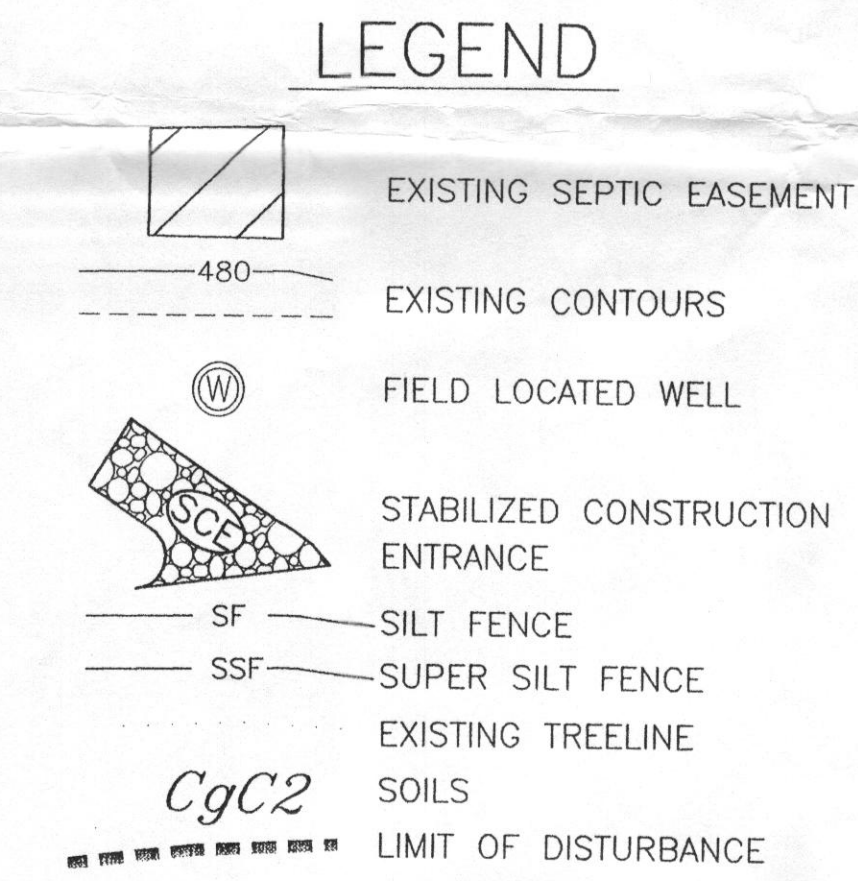 LEGEND
EXISTING SEPTIC EASEMENT
480
EXISTING CONTOURS
W
FIELD LOCATED WELL
SCE
STABILIZED CONSTRUCTION
ENTRANCE
SF
SILT FENCE
SSF
SUPER SILT FENCE
EXISTING TREELINE
CgC2
SOILS
LIMIT OF DISTURBANCE